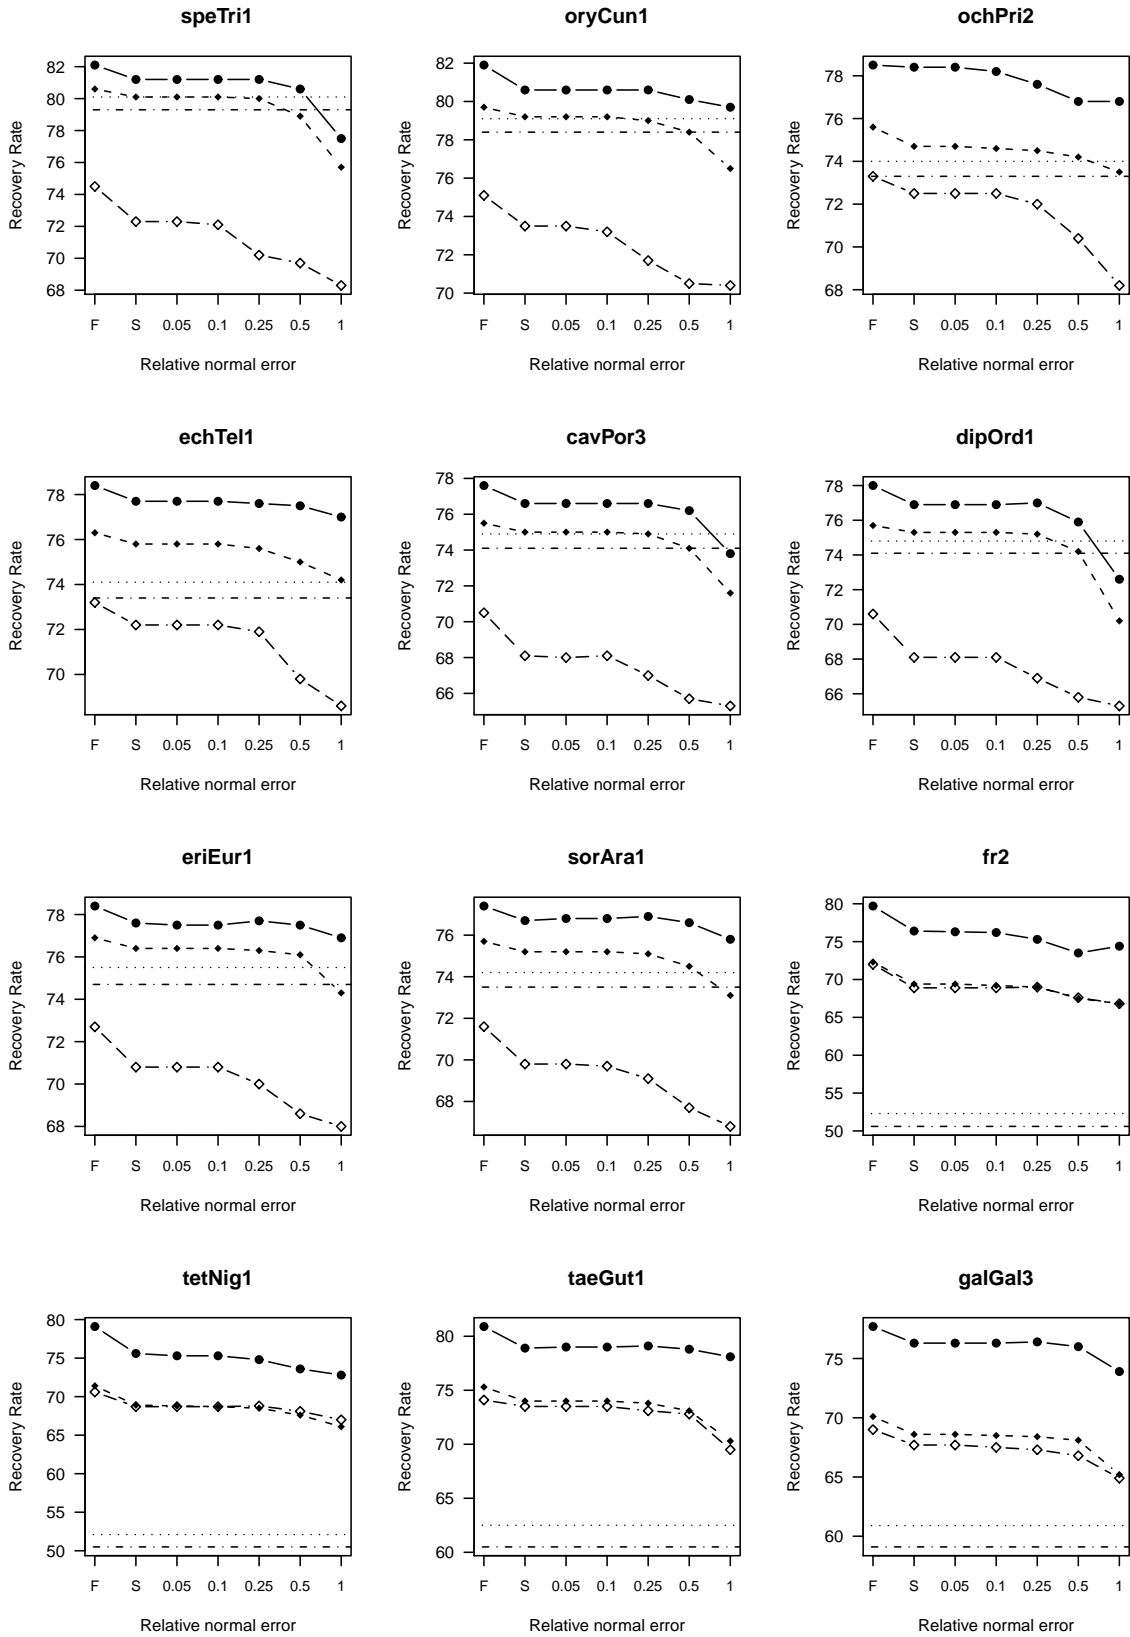 speTri1
oryCun1
ochPri2
82
80
78
76
74
72
70
68
Recovery Rate
F S 0.05 0.1 0.25 0.5 1
Relative normal error
82
80
78
76
74
72
70
Recovery Rate
F S 0.05 0.1 0.25 0.5 1
Relative normal error
78
76
74
72
70
68
Recovery Rate
F S 0.05 0.1 0.25 0.5 1
Relative normal error
echTel1
cavPor3
dipOrd1
78
76
74
72
70
Recovery Rate
F S 0.05 0.1 0.25 0.5 1
Relative normal error
78
76
74
72
70
68
66
Recovery Rate
F S 0.05 0.1 0.25 0.5 1
Relative normal error
78
76
74
72
70
68
66
Recovery Rate
F S 0.05 0.1 0.25 0.5 1
Relative normal error
eriEur1
sorAra1
fr2
78
76
74
72
70
68
Recovery Rate
F S 0.05 0.1 0.25 0.5 1
Relative normal error
76
74
72
70
68
Recovery Rate
F S 0.05 0.1 0.25 0.5 1
Relative normal error
80
75
70
65
60
55
50
Recovery Rate
F S 0.05 0.1 0.25 0.5 1
Relative normal error
tetNig1
taeGut1
galGal3
80
75
70
65
60
55
50
Recovery Rate
F S 0.05 0.1 0.25 0.5 1
Relative normal error
80
75
70
65
60
Recovery Rate
F S 0.05 0.1 0.25 0.5 1
Relative normal error
75
70
65
60
Recovery Rate
F S 0.05 0.1 0.25 0.5 1
Relative normal error